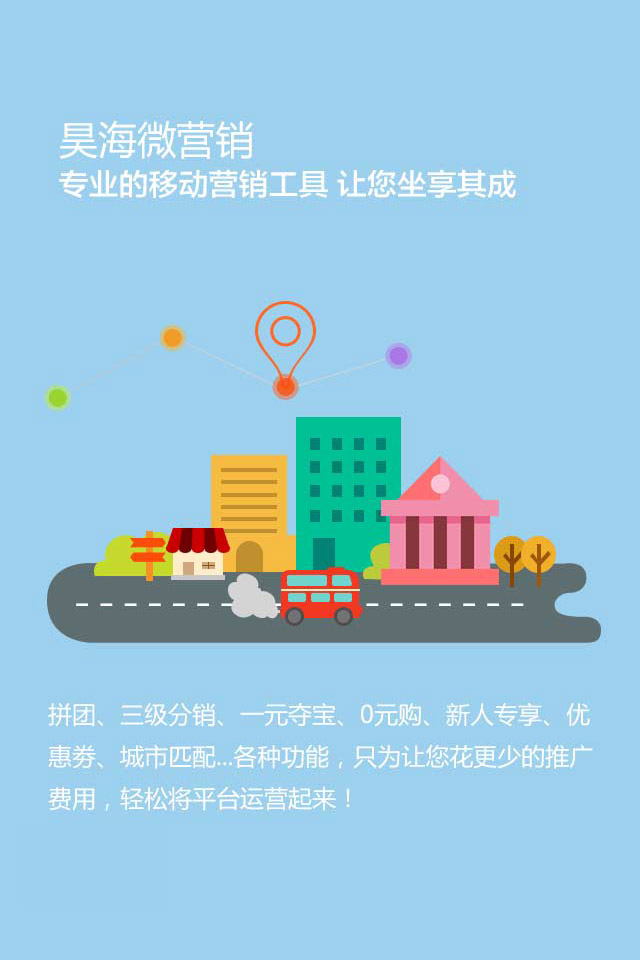 昊海微营销
专业的移动营销工具 让您坐享其成
拼团、三级分销、一元夺宝、0元购、新人专享、优
惠劵、城市匹配...各种功能，只为让您花更少的推广
费用，轻松将平台运营起来！